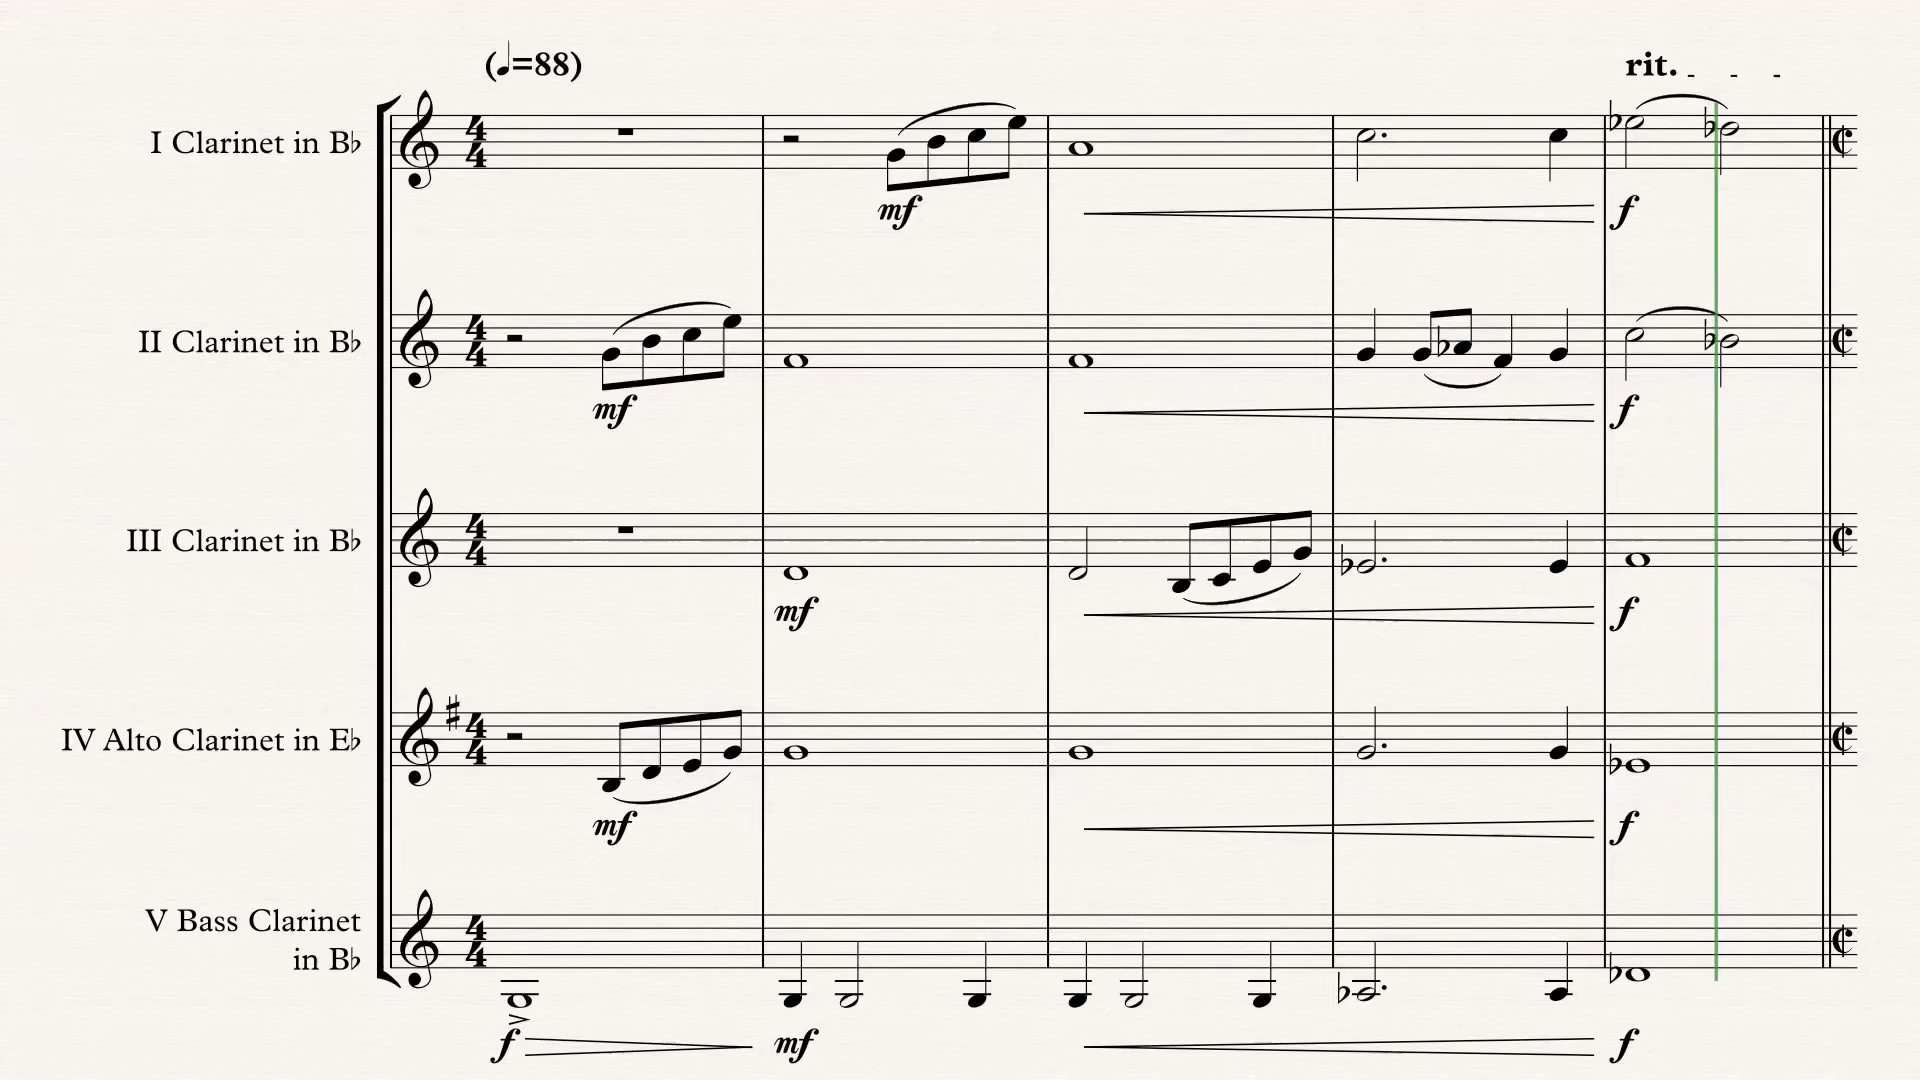 (♩=88)
rit.
I Clarinet in B♭
mf
f
II Clarinet in B♭
mf
f
III Clarinet in B♭
mf
f
IV Alto Clarinet in E♭
mf
f
V Bass Clarinet
in B♭
f
mf
f